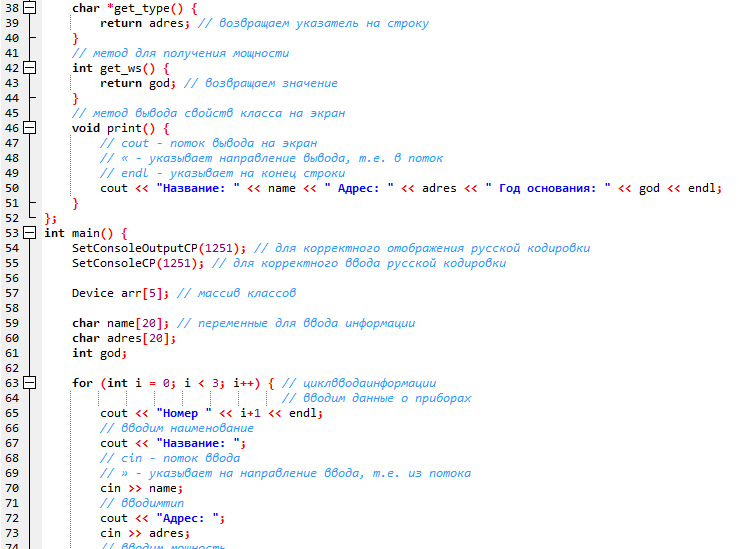 38 char *get_type() {
39 return adres; // возвращаем указатель на строку
40 }
41 // метод для получения мощности
42 int get_ws() {
43 return god; // возвращаем значение
44 }
45 // метод вывода свойств класса на экран
46 void print() {
47 // cout - поток вывода на экран
48 // « - указывает направление вывода, т.е. в поток
49 // endl - указывает на конец строки
50 cout << "Название: " << name << " Адрес: " << adres << " Год основания: " << god << endl;
51 }
52 };
53 int main() {
54 SetConsoleOutputCP(1251); // для корректного отображения русской кодировки
55 SetConsoleCP(1251); // для корректного ввода русской кодировки
56
57 Device arr[5]; // массив классов
58
59 char name[20]; // переменные для ввода информации
60 char adres[20];
61 int god;
62
63 for (int i = 0; i < 3; i++) { // циклвводаинформации
64 // вводим данные о приборах
65 cout << "Номер " << i+1 << endl;
66 // вводим наименование
67 cout << "Название: ";
68 // cin - поток ввода
69 // » - указывает на направление ввода, т.е. из потока
70 cin >> name;
71 // вводимтип
72 cout << "Адрес: ";
73 cin >> adres;
74 // вводим мощность